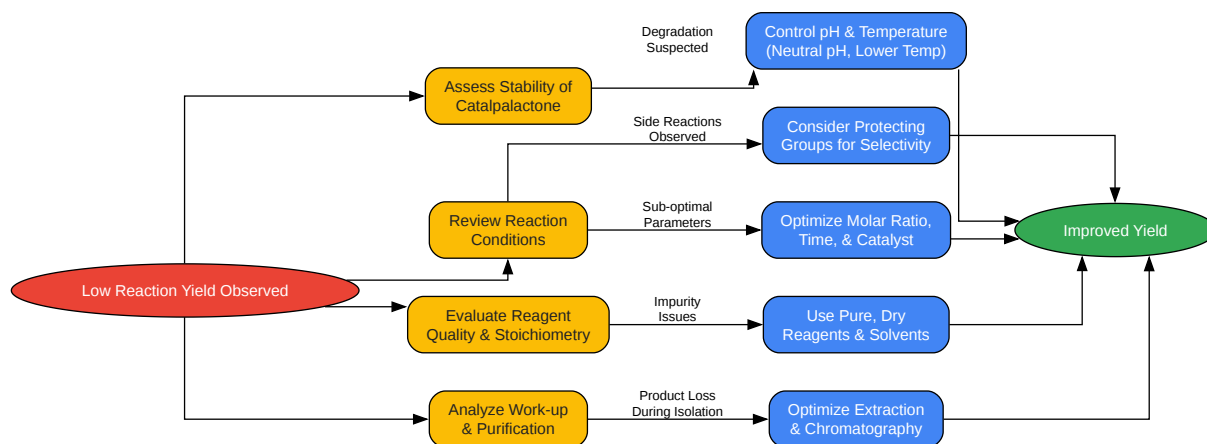 Degradation
Suspected
Control pH & Temperature
(Neutral pH, Lower Temp)
Assess Stability of
Catalpalactone
Side Reactions
Observed
Consider Protecting
Groups for Selectivity
Review Reaction
Conditions
Sub-optimal
Parameters
Optimize Molar Ratio,
Time, & Catalyst
Improved Yield
Low Reaction Yield Observed
Evaluate Reagent
Quality & Stoichiometry
Impurity
Issues
Use Pure, Dry
Reagents & Solvents
Analyze Work-up
& Purification
Product Loss
During Isolation
Optimize Extraction
& Chromatography